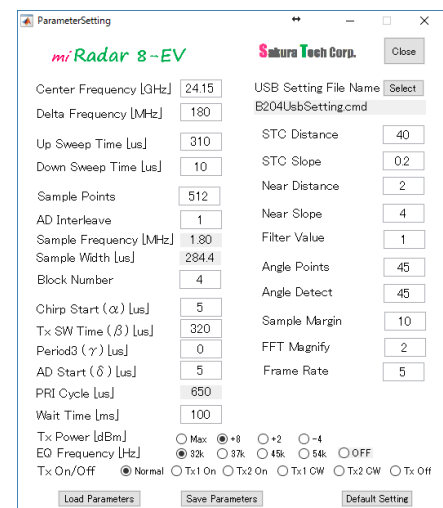 ParameterSetting
miRadar 8-EV
Sakura Tech Corp.
Close
Center Frequency [GHz] 24.15
Delta Frequency [MHz] 180
Up Sweep Time [us] 310
Down Sweep Time [us] 10
Sample Points 512
AD Interleave 1
Sample Frequency [MHz] 1.80
Sample Width [us] 284.4
Block Number 4
Chirp Start (α) [us] 5
Tx SW Time (β) [us] 320
Period3 (γ) [us] 0
AD Start (δ) [us] 5
PRI Cycle [us] 650
Wait Time [ms] 100
USB Setting File Name Select
B204UsbSetting.cmd
STC Distance 40
STC Slope 0.2
Near Distance 2
Near Slope 4
Filter Value 1
Angle Points 45
Angle Detect 45
Sample Margin 10
FFT Magnify 2
Frame Rate 5
Tx Power [dBm] Max +8 +2 -4
EQ Frequency [Hz] 32k 37k 45k 54k OFF
Tx On/Off Normal Tx1 On Tx2 On Tx1 CW Tx2 CW Tx Off
Load Parameters Save Parameters Default Setting